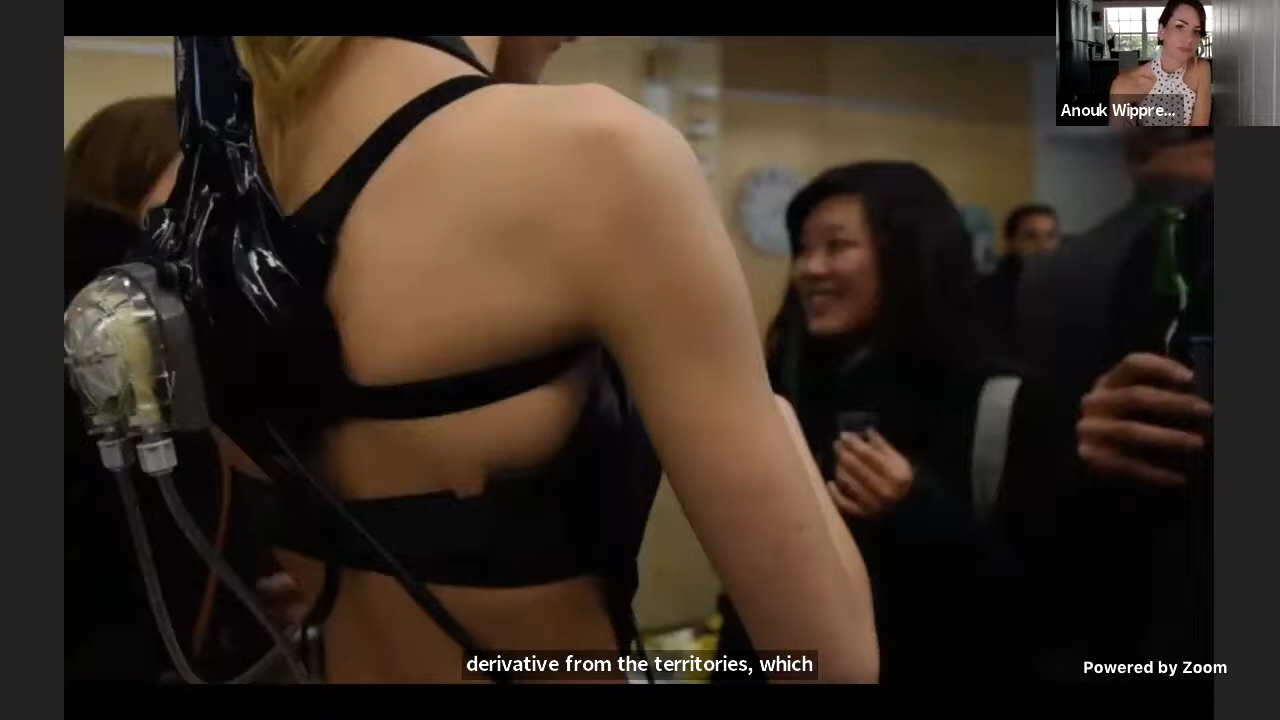 Anouk Wippre...
derivative from the territories, which
Powered by Zoom